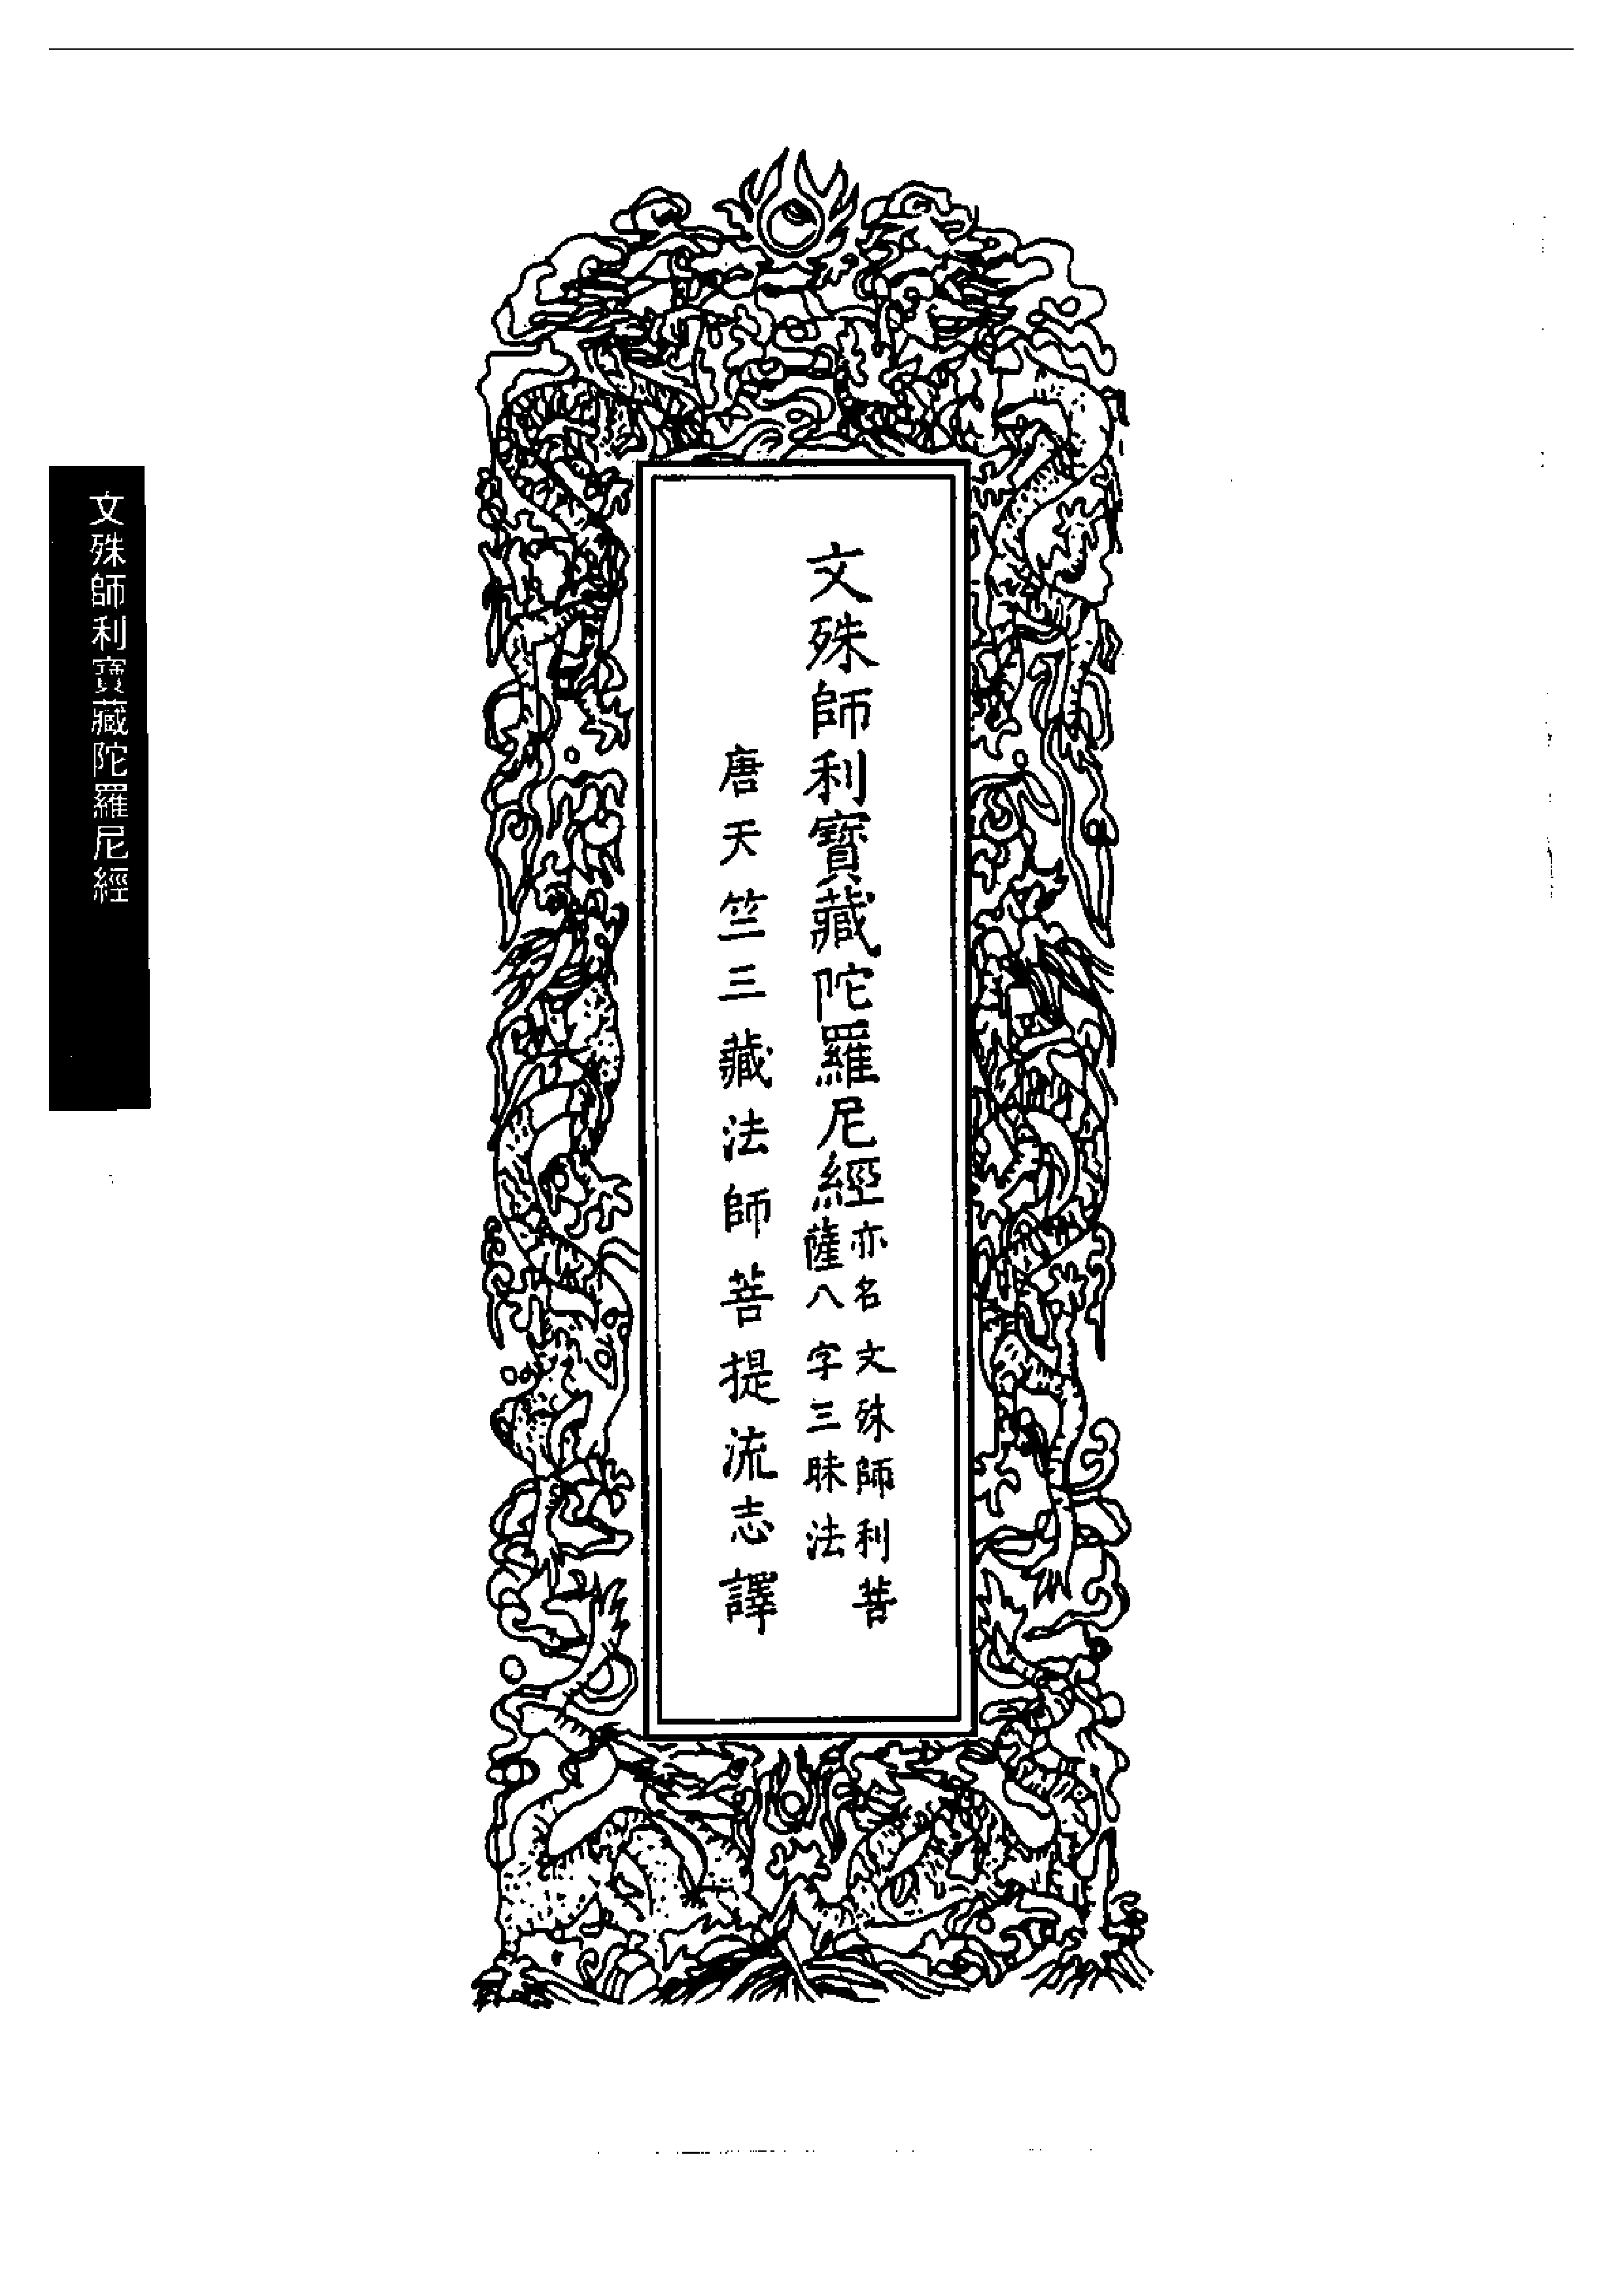 文殊師利寶藏陀羅尼經
亦名文殊師利菩
薩八字三昧法
唐天竺三藏法師菩提流志譯
文殊師利寶藏陀羅尼經